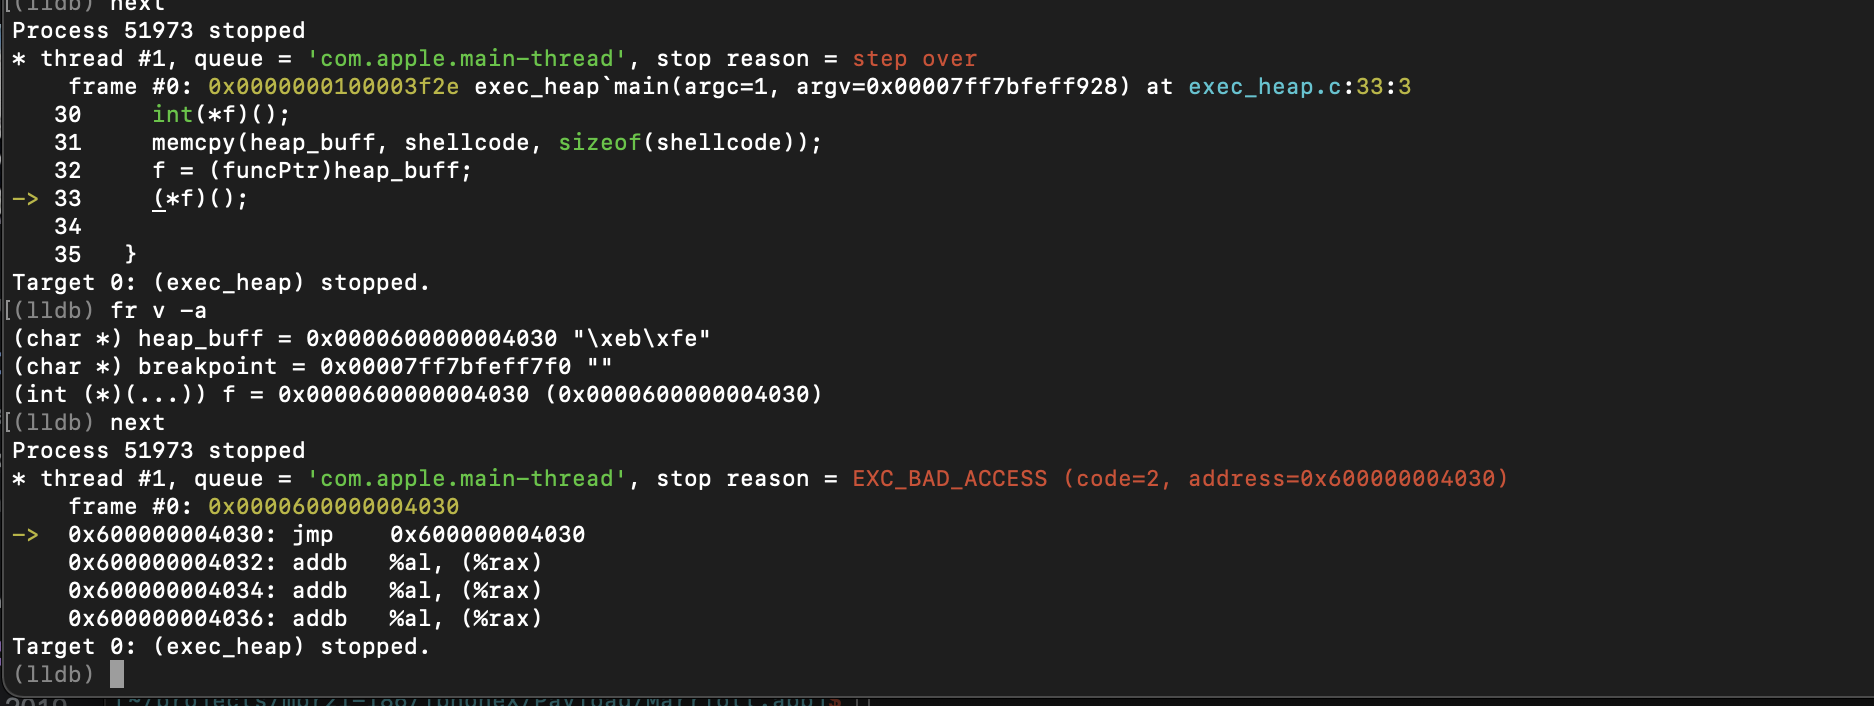 (lldb) next
Process 51973 stopped
* thread #1, queue = 'com.apple.main-thread', stop reason = step over
    frame #0: 0x0000000100003f2e exec_heap`main(argc=1, argv=0x00007ff7bfeff928) at exec_heap.c:33:3
   30     int(*f)();
   31     memcpy(heap_buff, shellcode, sizeof(shellcode));
   32     f = (funcPtr)heap_buff;
-> 33     (*f)();
   34
   35   }
Target 0: (exec_heap) stopped.
[(lldb) fr v -a
(char *) heap_buff = 0x0000600000004030 "\xeb\xfe"
(char *) breakpoint = 0x00007ff7bfeff7f0 ""
(int (*)(...)) f = 0x0000600000004030 (0x0000600000004030)
[(lldb) next
Process 51973 stopped
* thread #1, queue = 'com.apple.main-thread', stop reason = EXC_BAD_ACCESS (code=2, address=0x600000004030)
    frame #0: 0x0000600000004030
->  0x600000004030: jmp    0x600000004030
    0x600000004032: addb   %al, (%rax)
    0x600000004034: addb   %al, (%rax)
    0x600000004036: addb   %al, (%rax)
Target 0: (exec_heap) stopped.
(lldb)